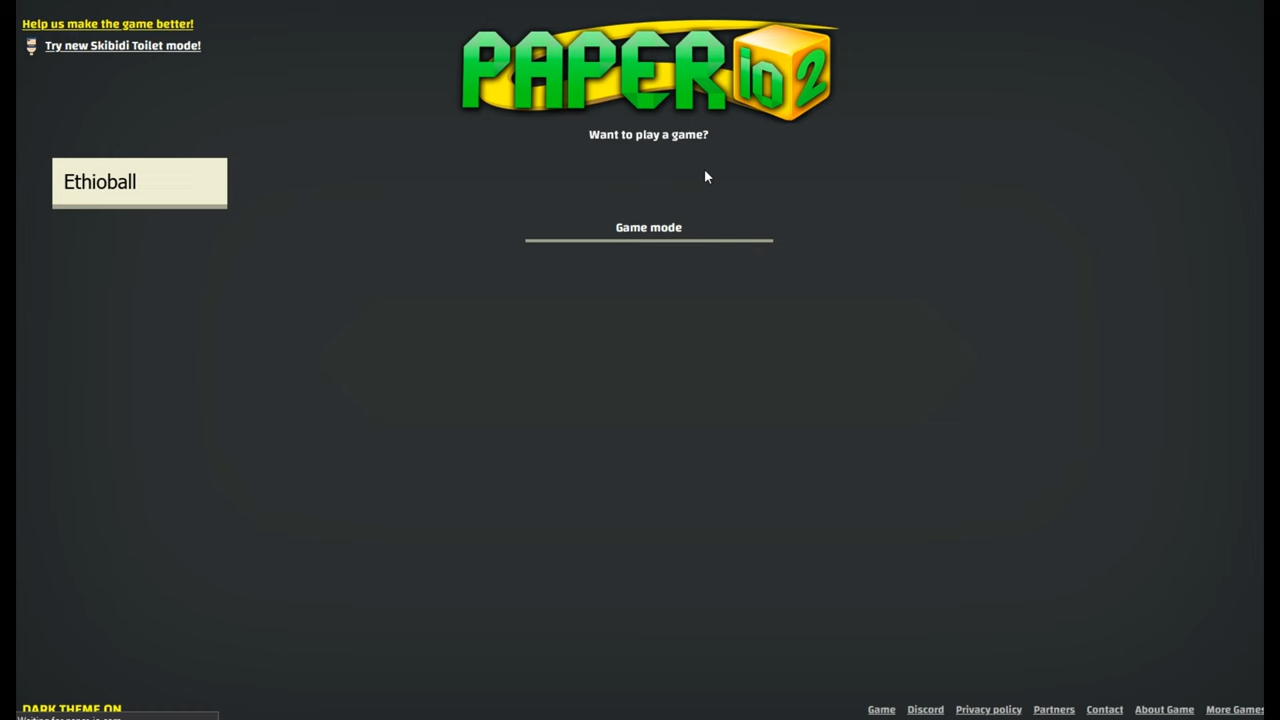 Help us make the game better!
Try new Skibidi Toilet mode!
PAPER io 2
Want to play a game?
Ethioball
Game mode
DARK THEME ON
Game Discord Privacy policy Partners Contact About Game More Games